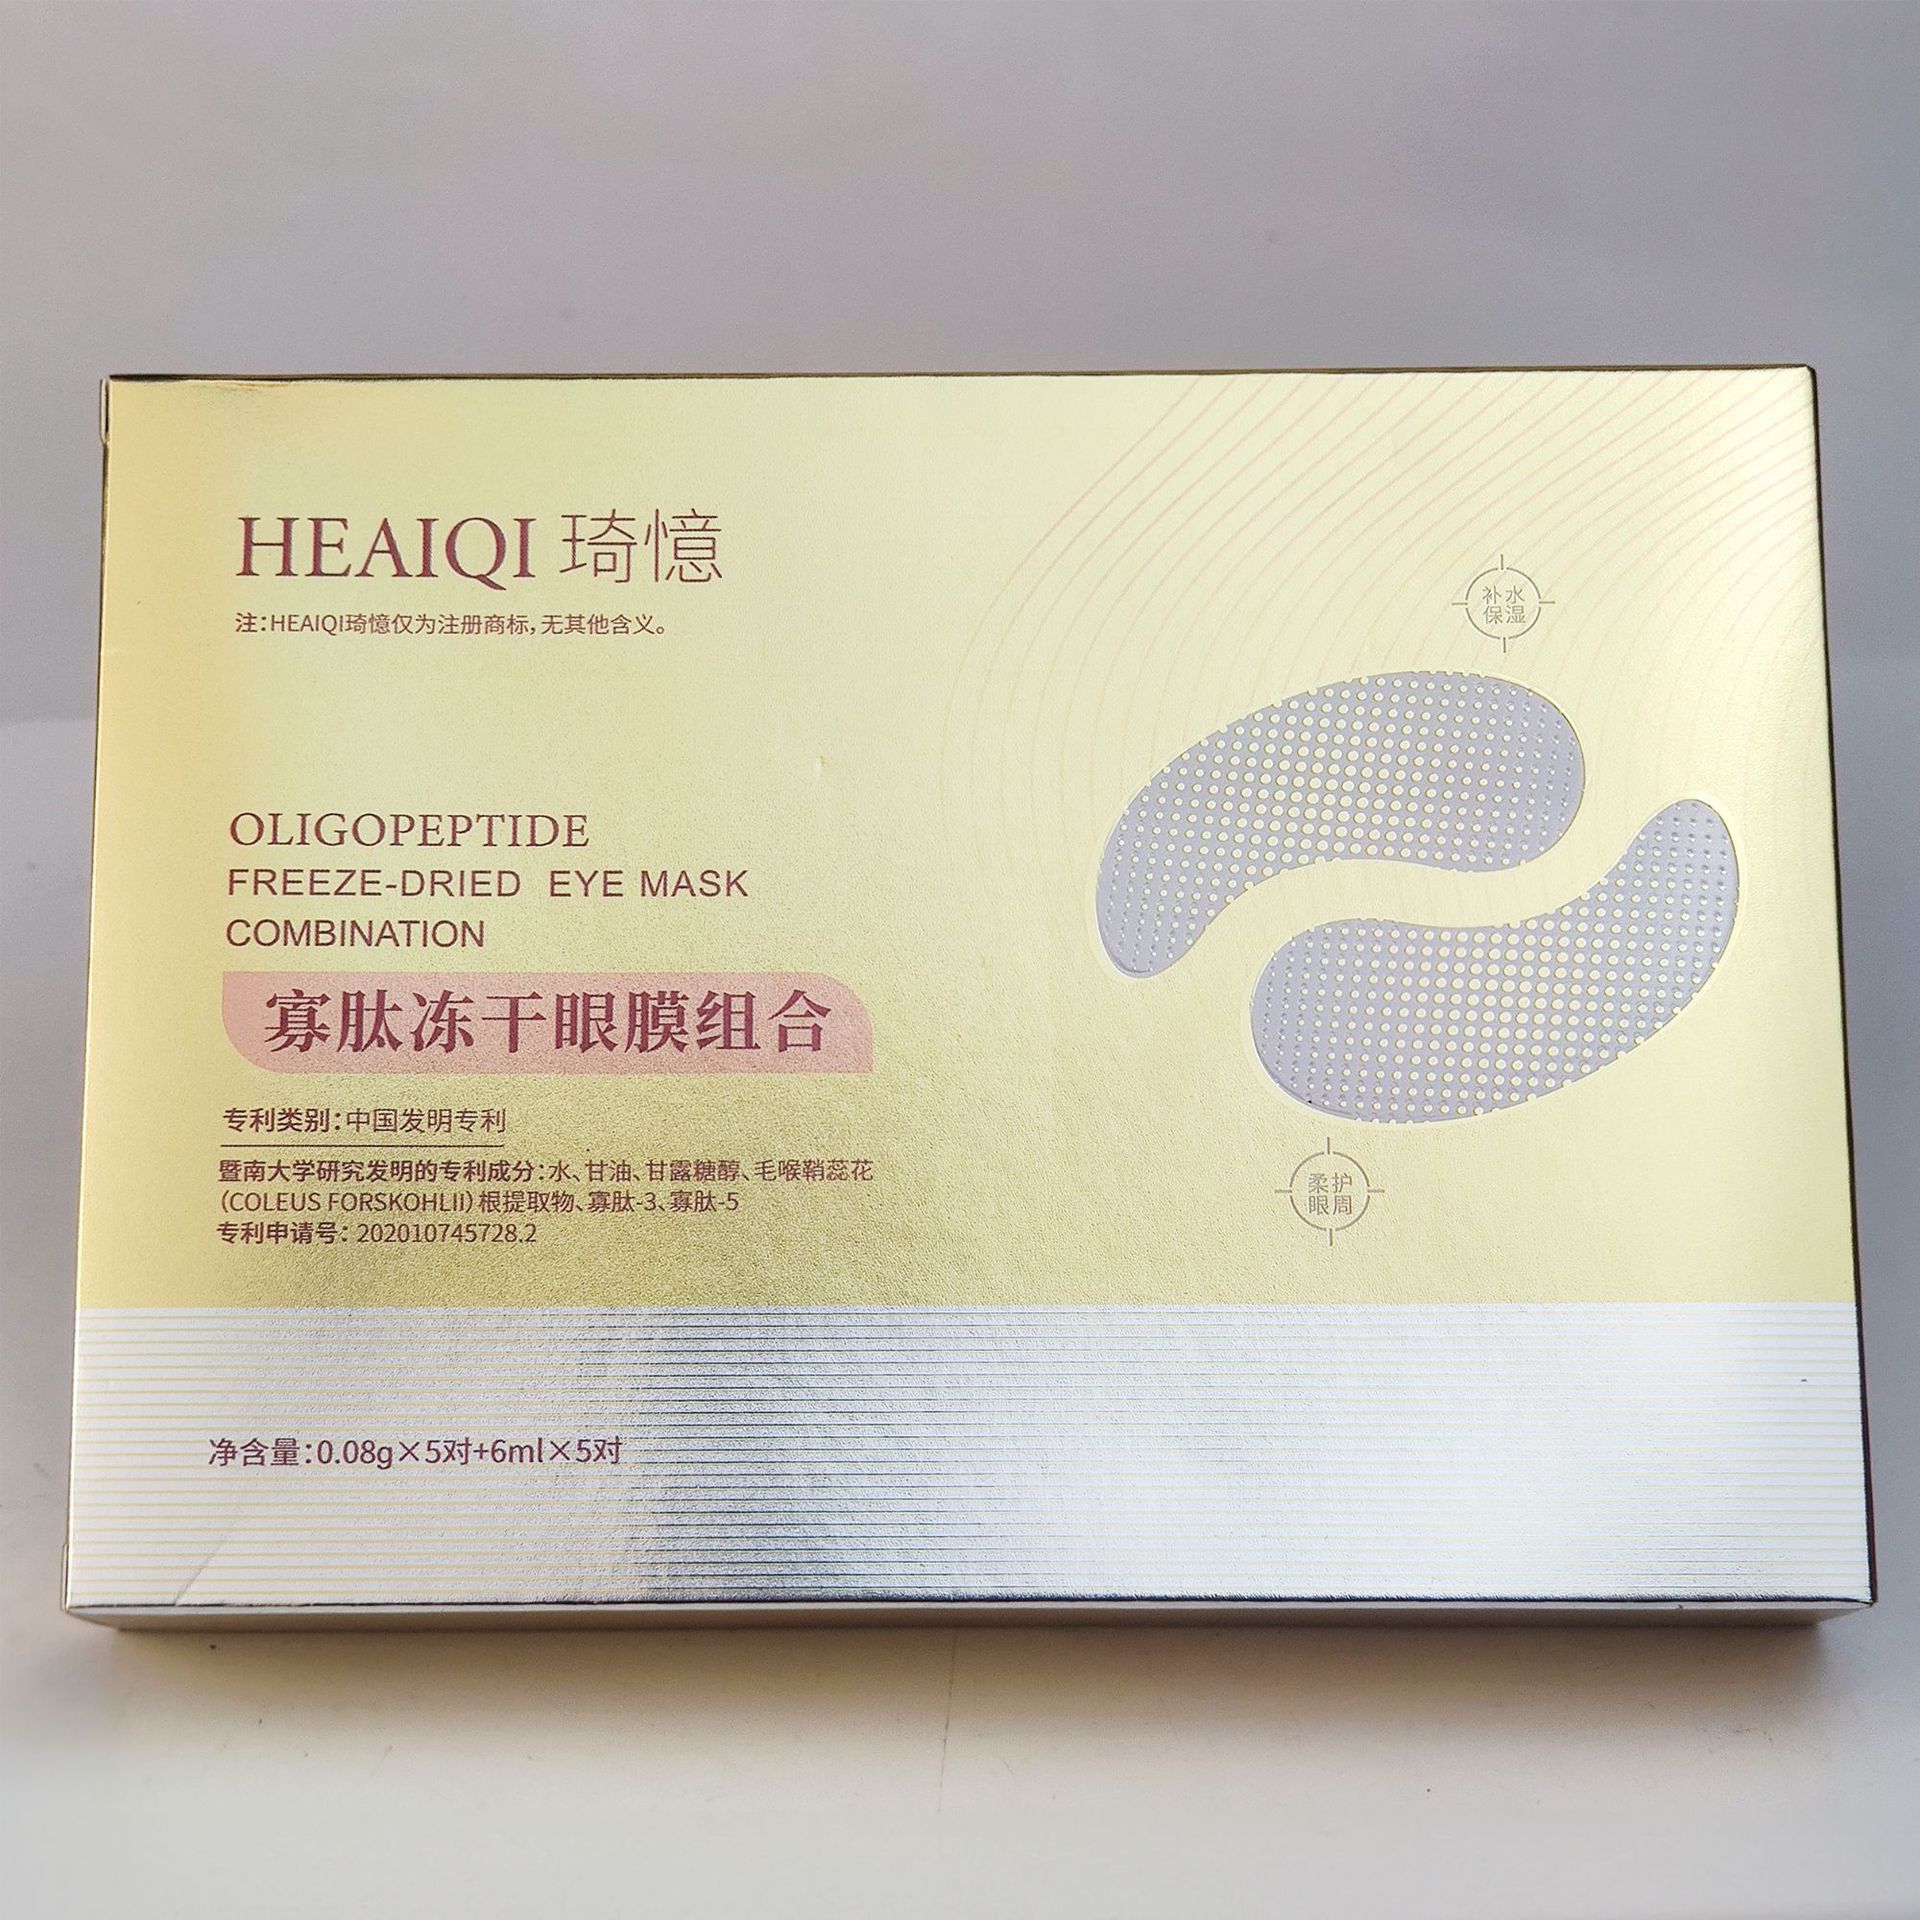 HEAIQI 琦憶
注:HEAIQI琦憶仅为注册商标,无其他含义。
补水
保湿
OLIGOPEPTIDE
FREEZE-DRIED EYE MASK
COMBINATION
寡肽冻干眼膜组合
专利类别:中国发明专利
暨南大学研究发明的专利成分:水、甘油、甘露糖醇、毛喉鞘蕊花
(COLEUS FORSKOHLII)根提取物、寡肽-3、寡肽-5
专利申请号: 202010745728.2
柔护
眼周
净含量:0.08g×5对+6ml×5对